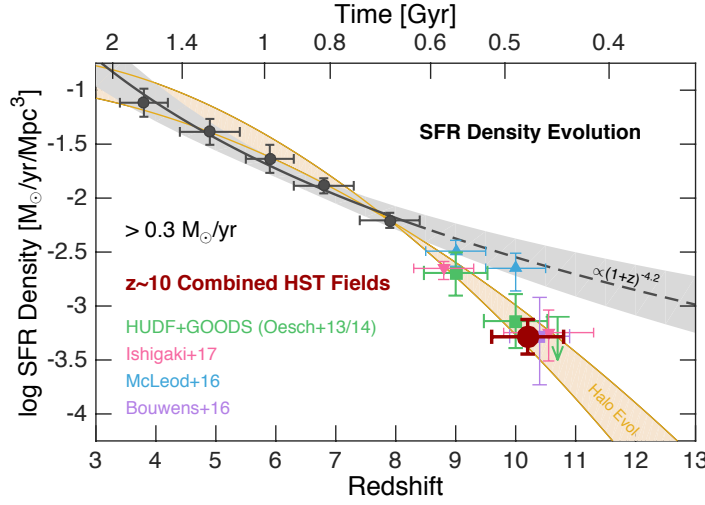 Time [Gyr]
2 1.4 1 0.8 0.6 0.5 0.4
log SFR Density [M☉/yr/Mpc³]
-1
-1.5
-2
-2.5
-3
-3.5
-4
SFR Density Evolution
> 0.3 M☉/yr
∝(1+z)^-4.2
z~10 Combined HST Fields
HUDF+GOODS (Oesch+13/14)
Ishigaki+17
McLeod+16
Bouwens+16
Halo Evol.
3 4 5 6 7 8 9 10 11 12 13
Redshift